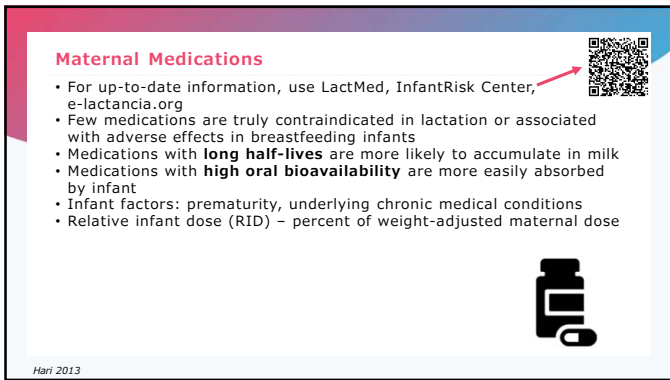 Maternal Medications
• For up-to-date information, use LactMed, InfantRisk Center,
e-lactancia.org
• Few medications are truly contraindicated in lactation or associated
with adverse effects in breastfeeding infants
• Medications with long half-lives are more likely to accumulate in milk
• Medications with high oral bioavailability are more easily absorbed
by infant
• Infant factors: prematurity, underlying chronic medical conditions
• Relative infant dose (RID) – percent of weight-adjusted maternal dose
Hari 2013